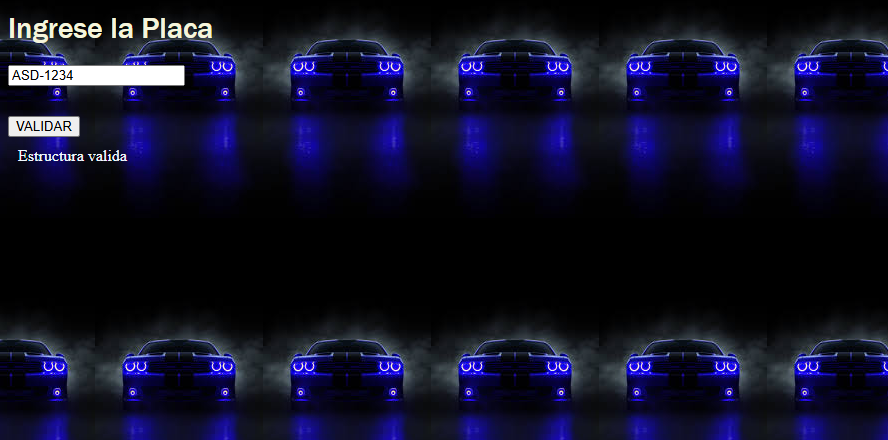 Ingrese la Placa
ASD-1234
VALIDAR
Estructura valida